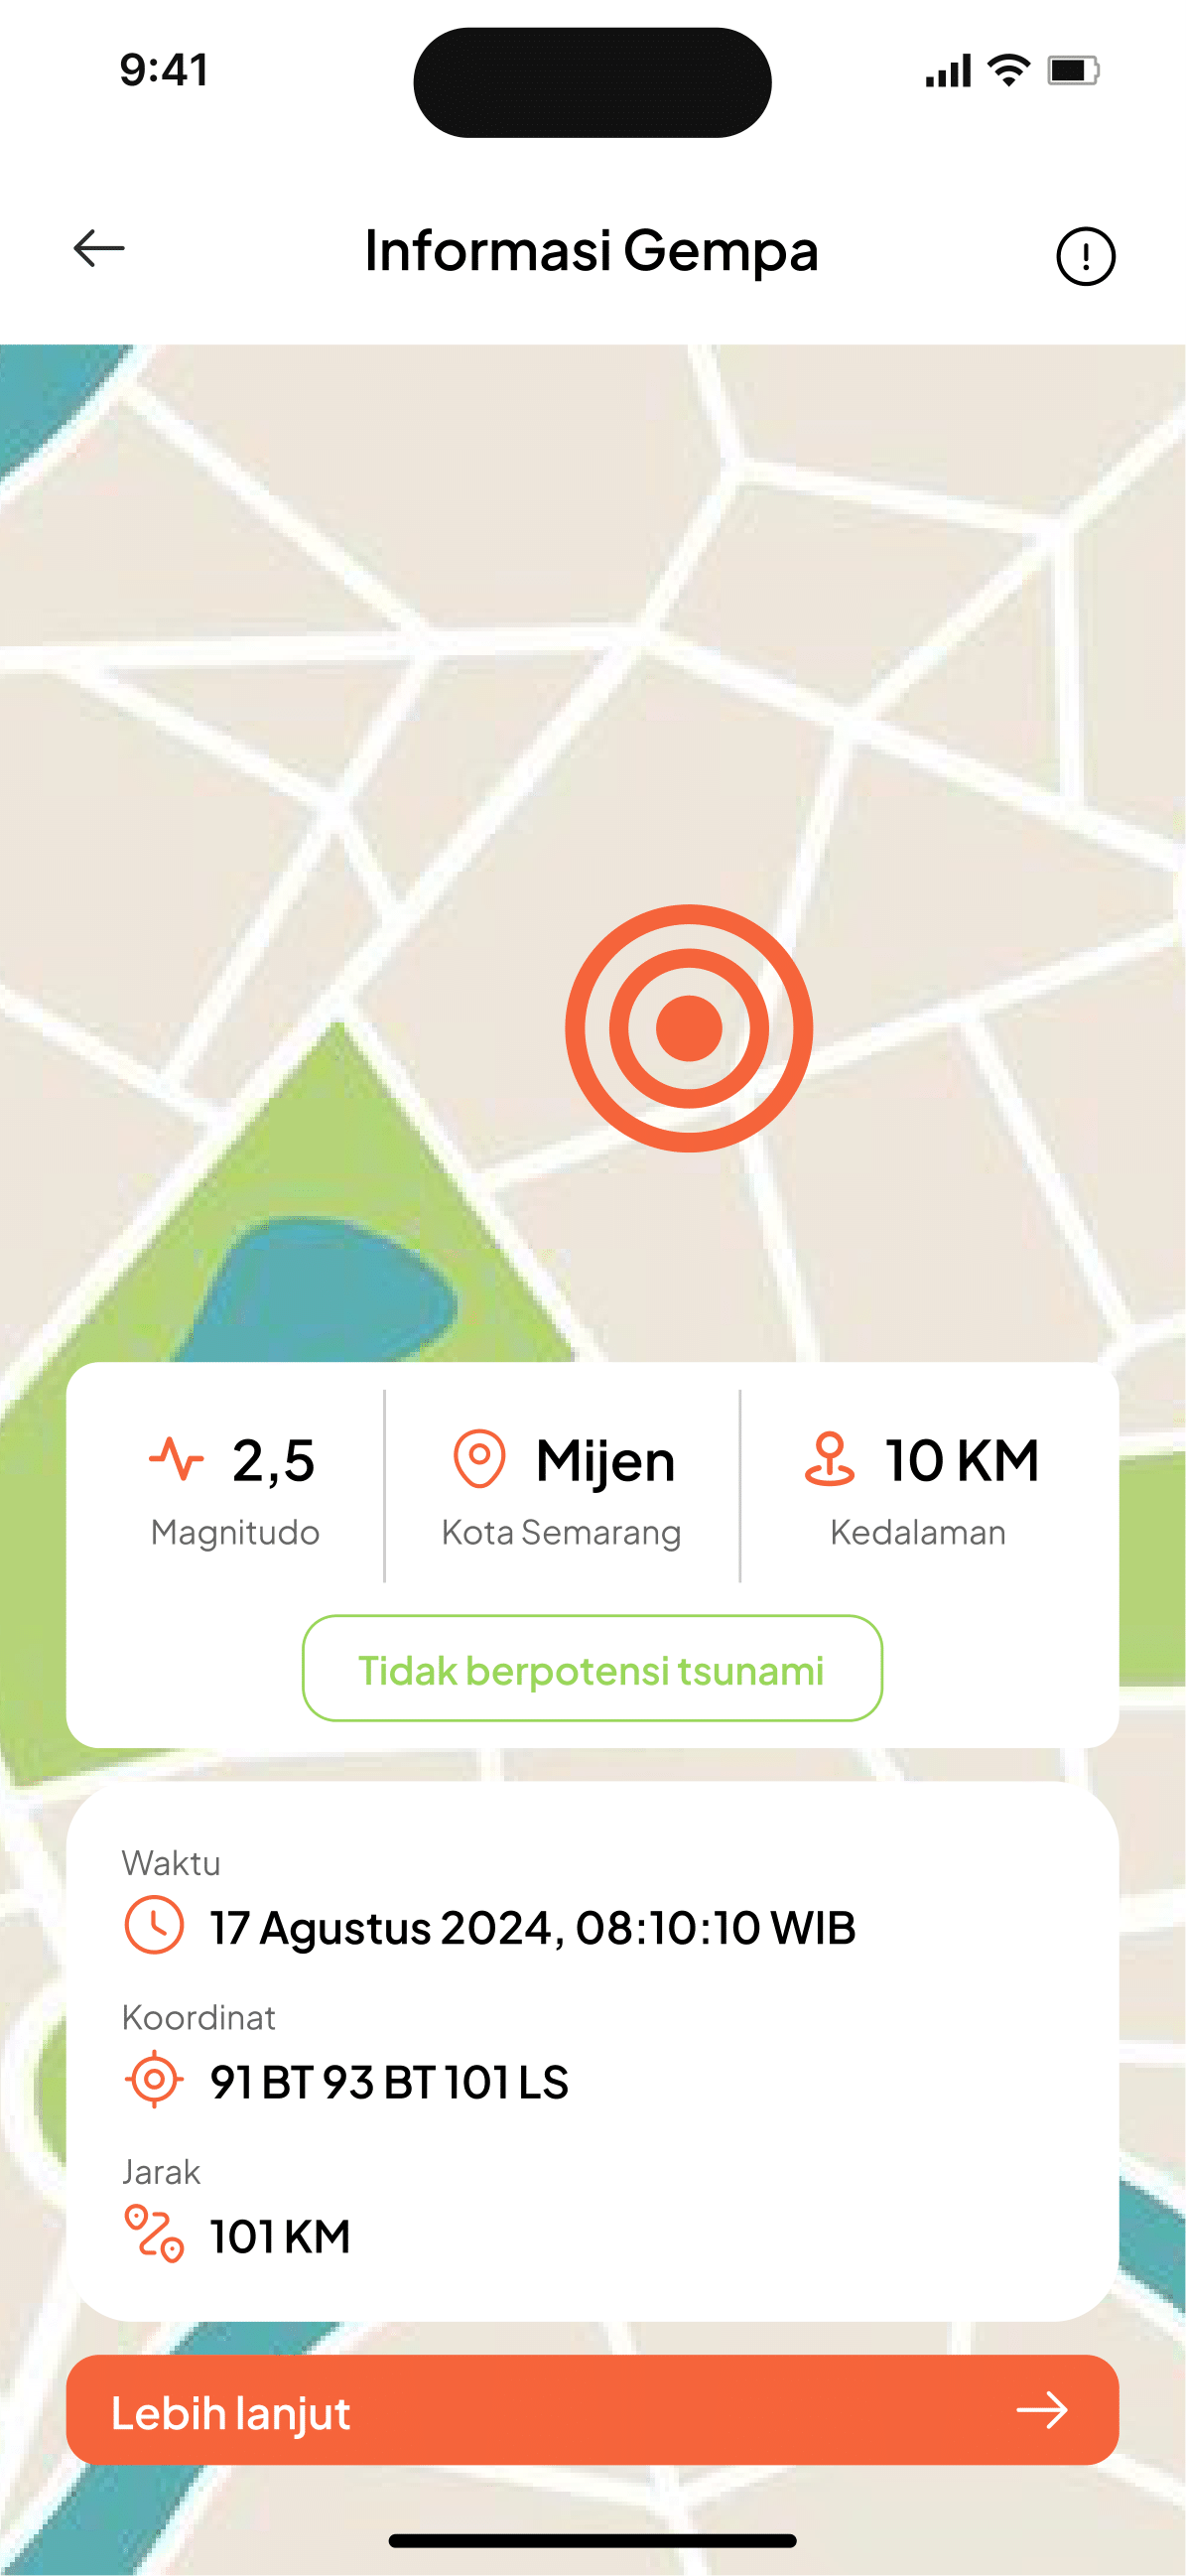 9:41
Informasi Gempa
2,5
Magnitudo
Mijen
Kota Semarang
10 KM
Kedalaman
Tidak berpotensi tsunami
Waktu
17 Agustus 2024, 08:10:10 WIB
Koordinat
91 BT 93 BT 101 LS
Jarak
101 KM
Lebih lanjut